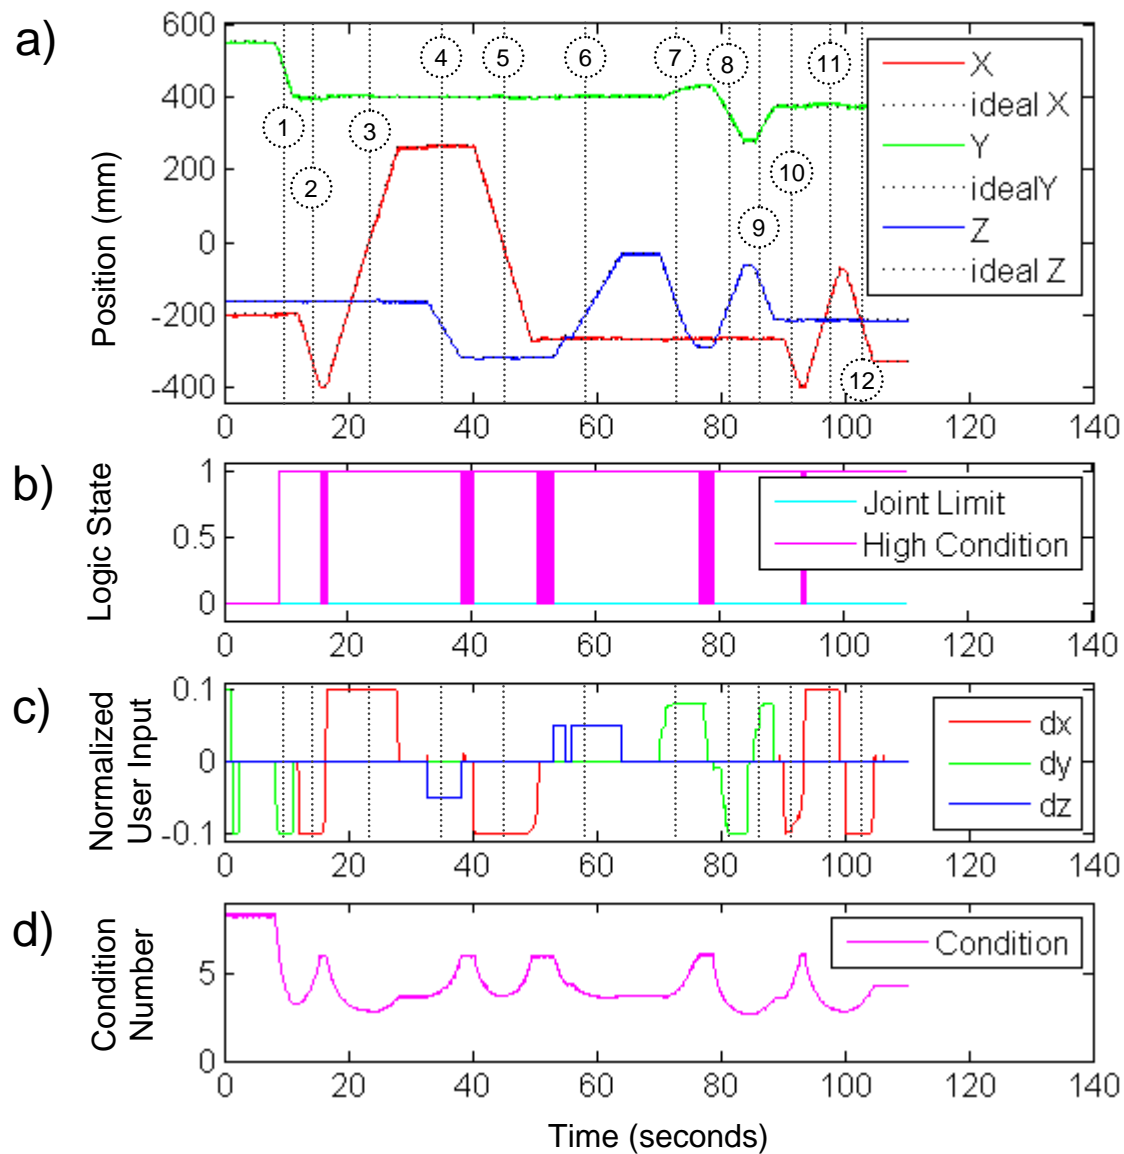 a)
Position (mm)
600
400
200
0
-200
-400
1
2
3
4
5
6
7
8
9
10
11
12
X
ideal X
Y
idealY
Z
ideal Z
0 20 40 60 80 100 120 140
b)
Logic State
1
0.5
0
Joint Limit
High Condition
0 20 40 60 80 100 120 140
c)
Normalized
User Input
0.1
0
-0.1
dx
dy
dz
0 20 40 60 80 100 120 140
d)
Condition
Number
5
0
Condition
0 20 40 60 80 100 120 140
Time (seconds)